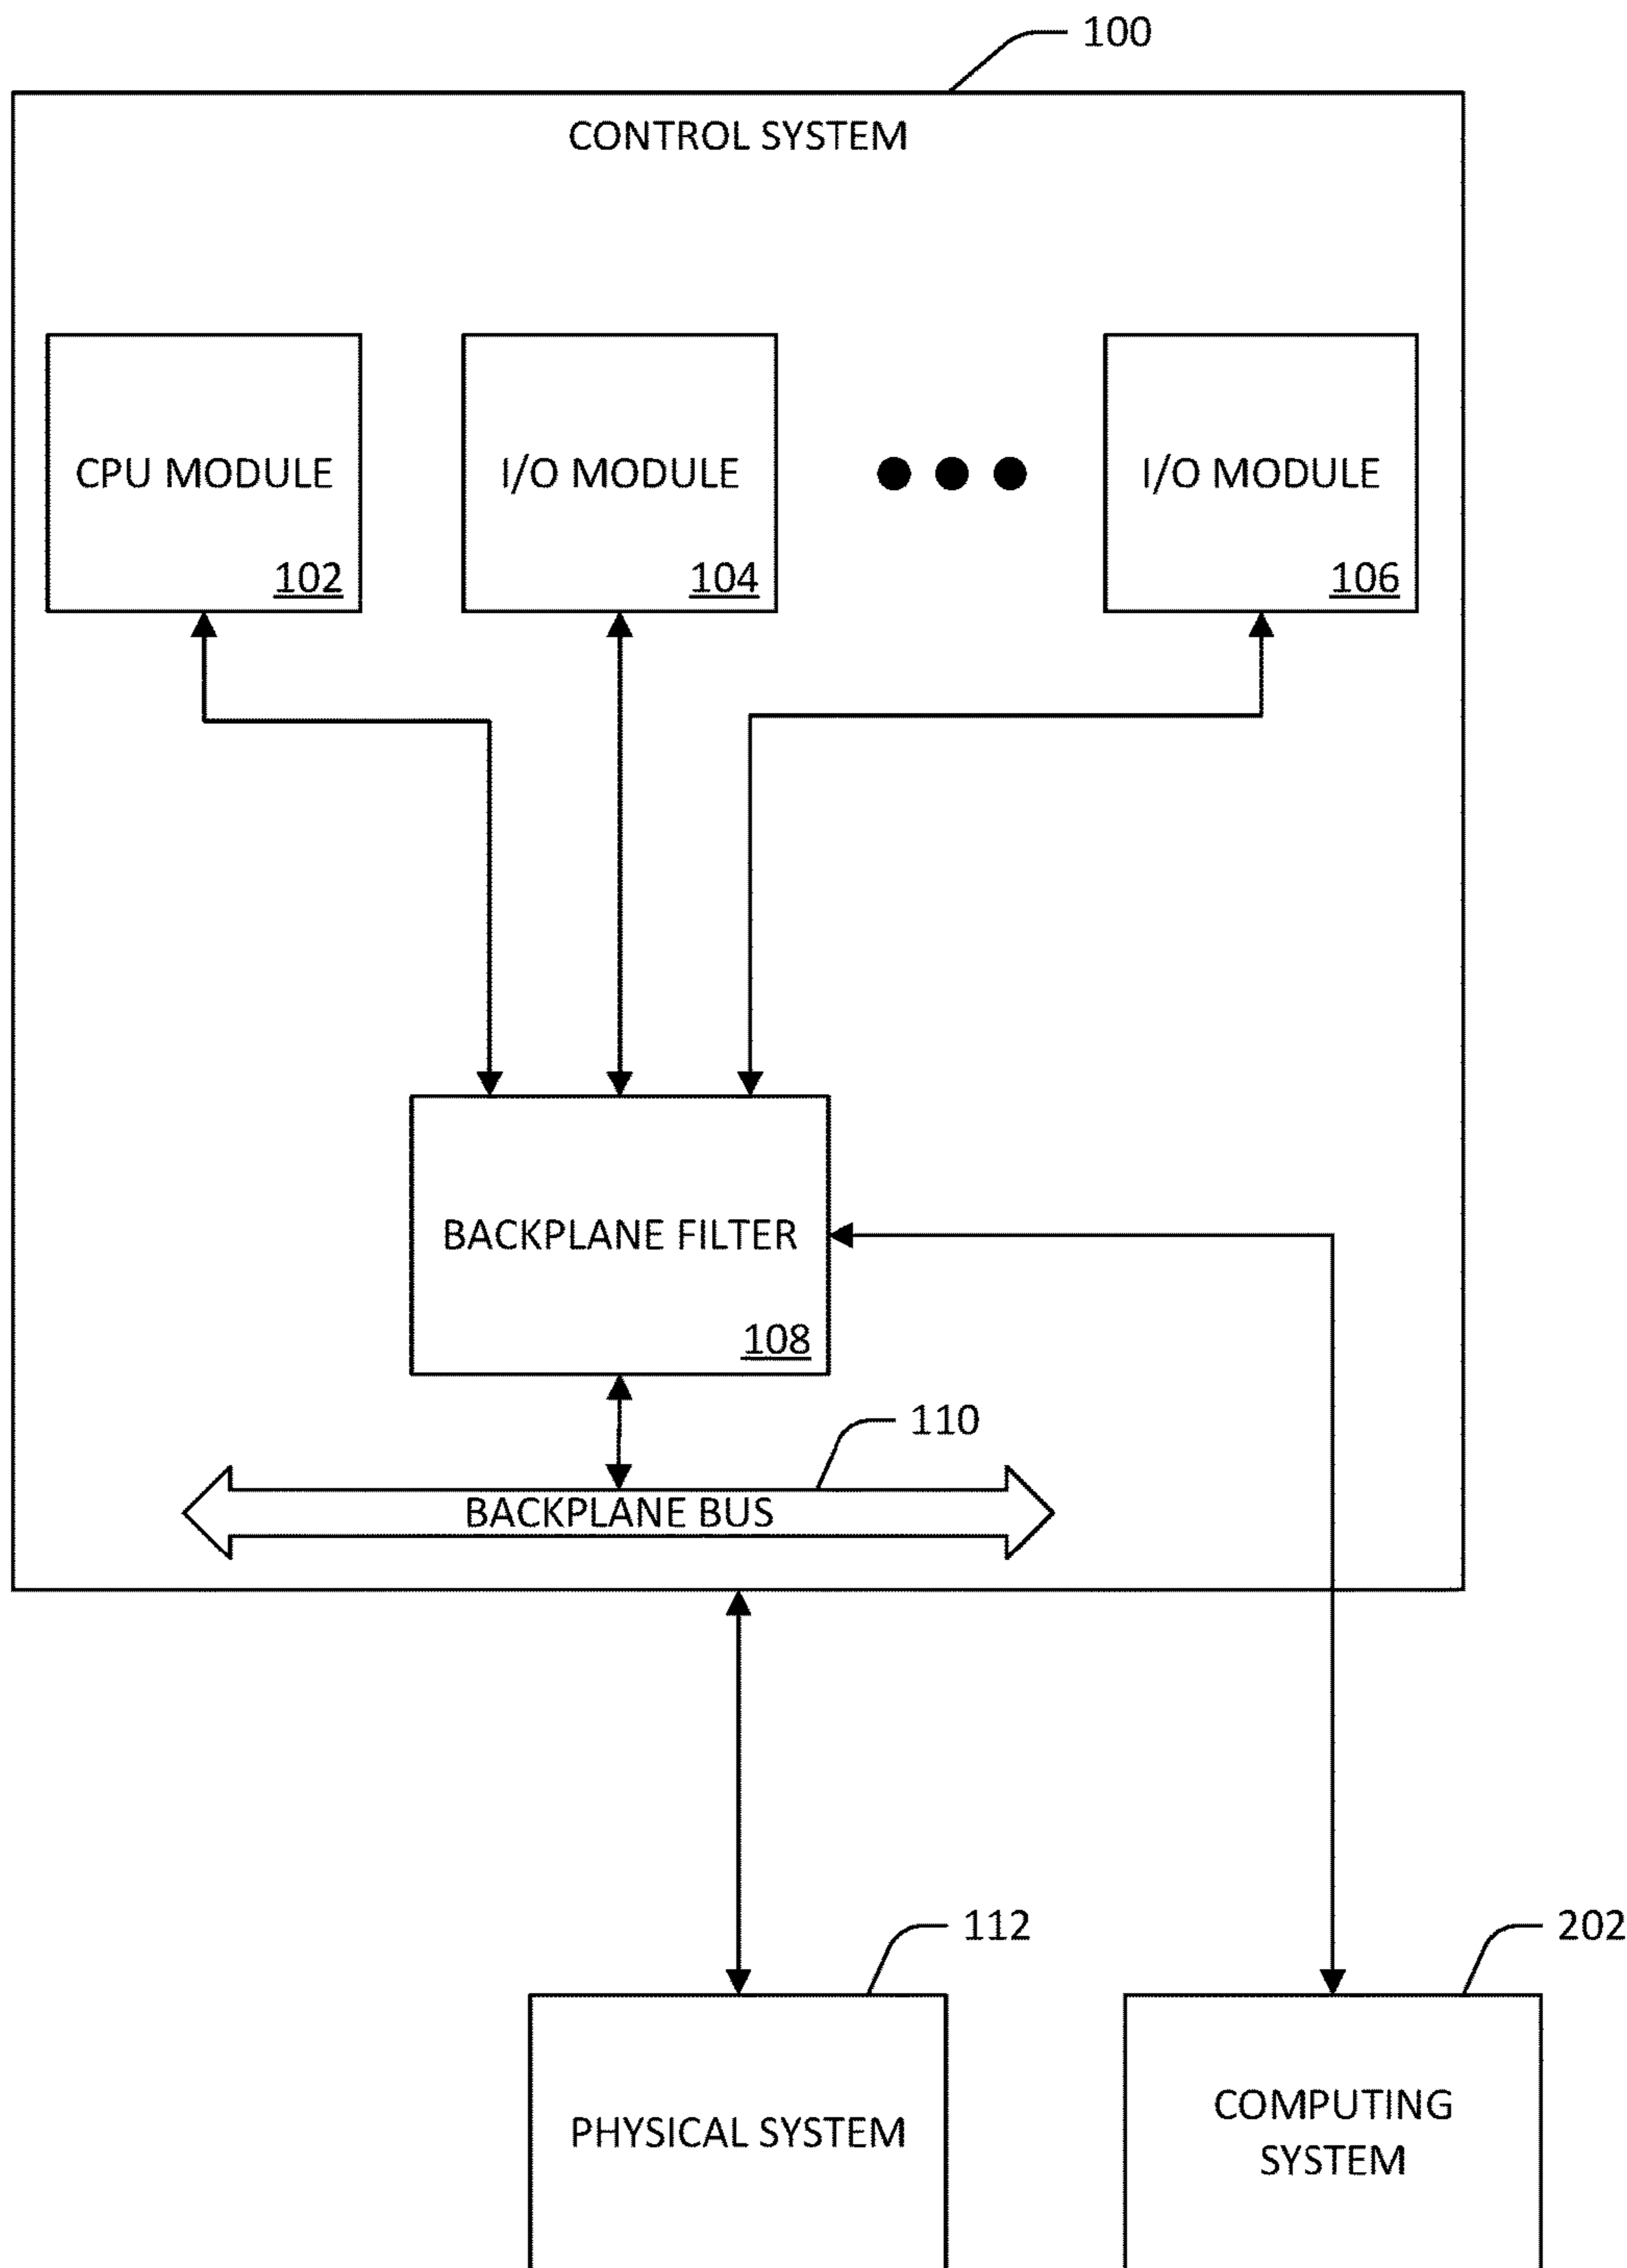 100
CONTROL SYSTEM
CPU MODULE
102
I/O MODULE
104
I/O MODULE
106
BACKPLANE FILTER
108
110
BACKPLANE BUS
112
202
PHYSICAL SYSTEM
COMPUTING
SYSTEM